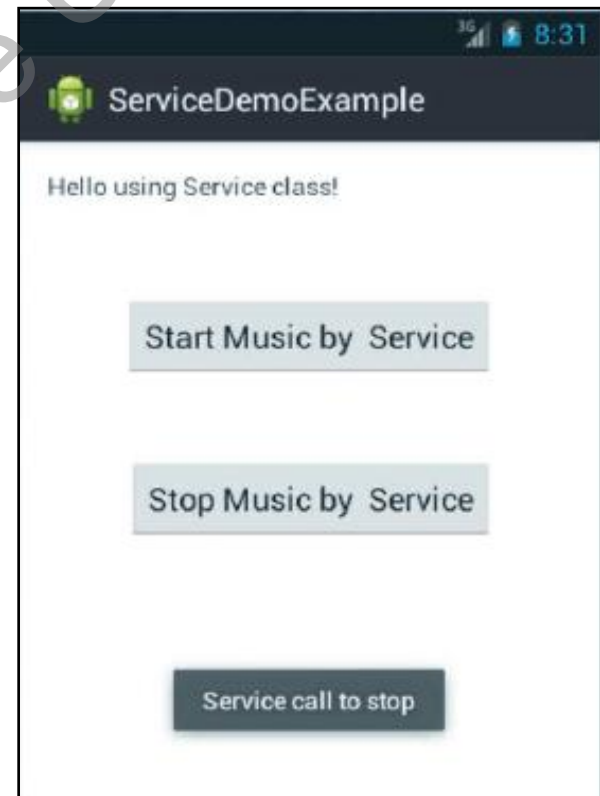 3G 8:31
ServiceDemoExample
Hello using Service class!
Start Music by Service
Stop Music by Service
Service call to stop